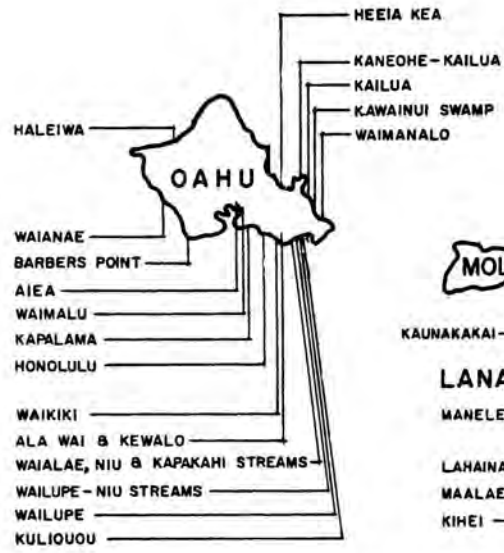 HEEIA KEA
KANEOHE-KAILUA
KAILUA
KAWAINUI SWAMP
WAIMANALO
HALEIWA
OAHU
WAIANAE
BARBERS POINT
AIEA
WAIMALU
KAPALAMA
HONOLULU
WAIKIKI
ALA WAI & KEWALO
WAIALAE, NIU & KAPAKAHI STREAMS
WAILUPE-NIU STREAMS
WAILUPE
KULIOUOU
MOL
KAUNAKAKAI
LANA
MANELE
LAHAINA
MAALAE
KIHEI